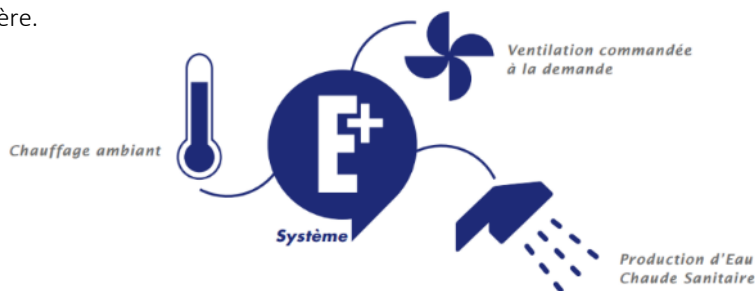 ère.
Ventilation commandée
à la demande
Chauffage ambiant
E+
Système
Production d'Eau
Chaude Sanitaire